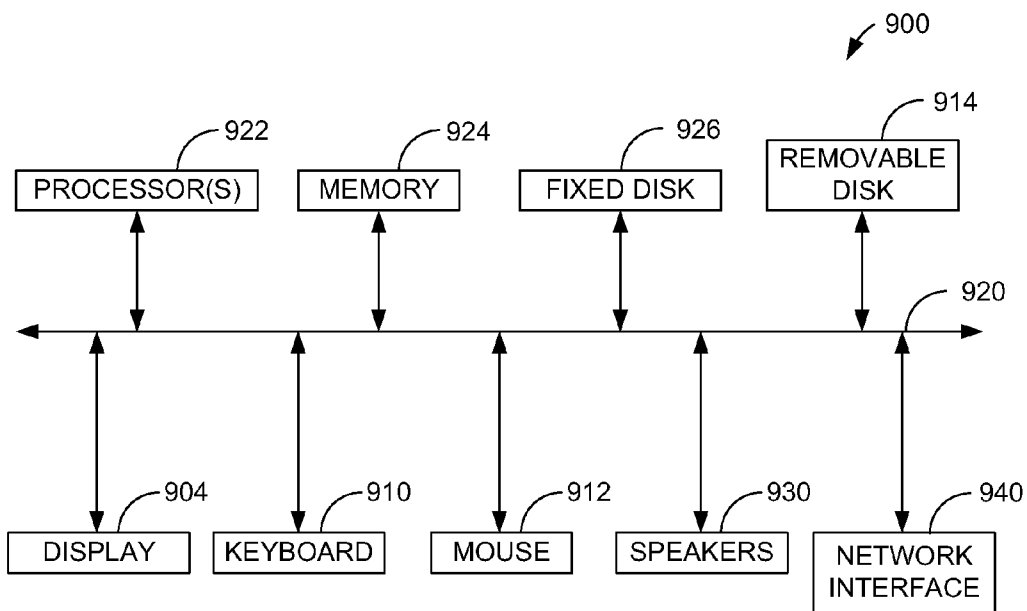 900
922
924
926
914
PROCESSOR(S)
MEMORY
FIXED DISK
REMOVABLE
DISK
920
904
910
912
930
940
DISPLAY
KEYBOARD
MOUSE
SPEAKERS
NETWORK
INTERFACE